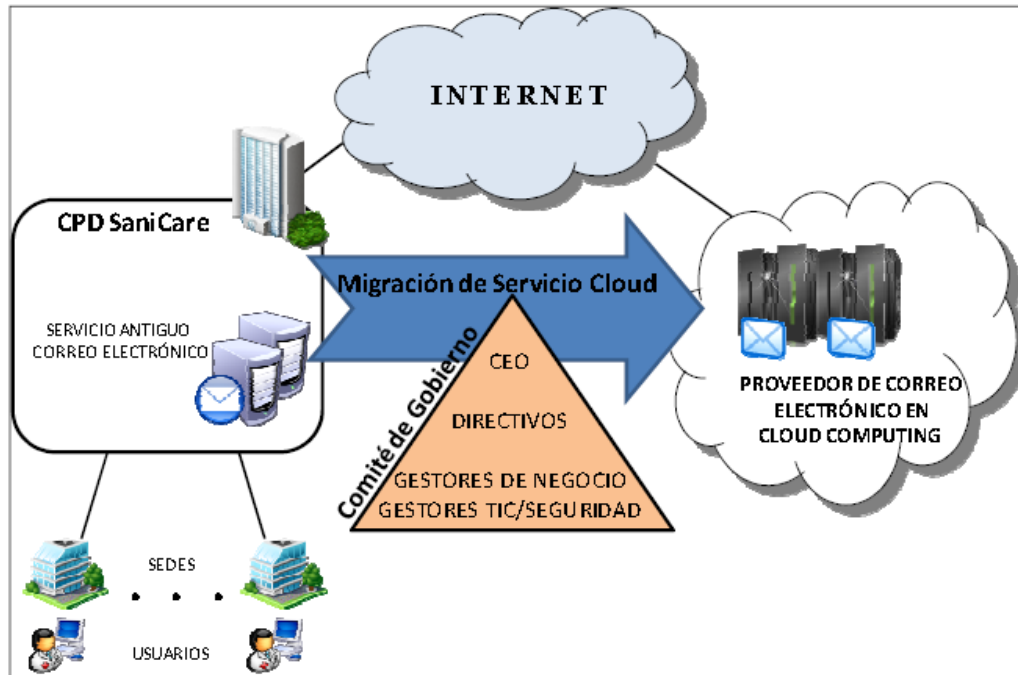 INTERNET
CPD SaniCare
SERVICIO ANTIGUO
CORREO ELECTRÓNICO
Migración de Servicio Cloud
Comité de Gobierno
CEO
DIRECTIVOS
GESTORES DE NEGOCIO
GESTORES TIC/SEGURIDAD
PROVEEDOR DE CORREO
ELECTRÓNICO EN
CLOUD COMPUTING
SEDES
. . .
USUARIOS